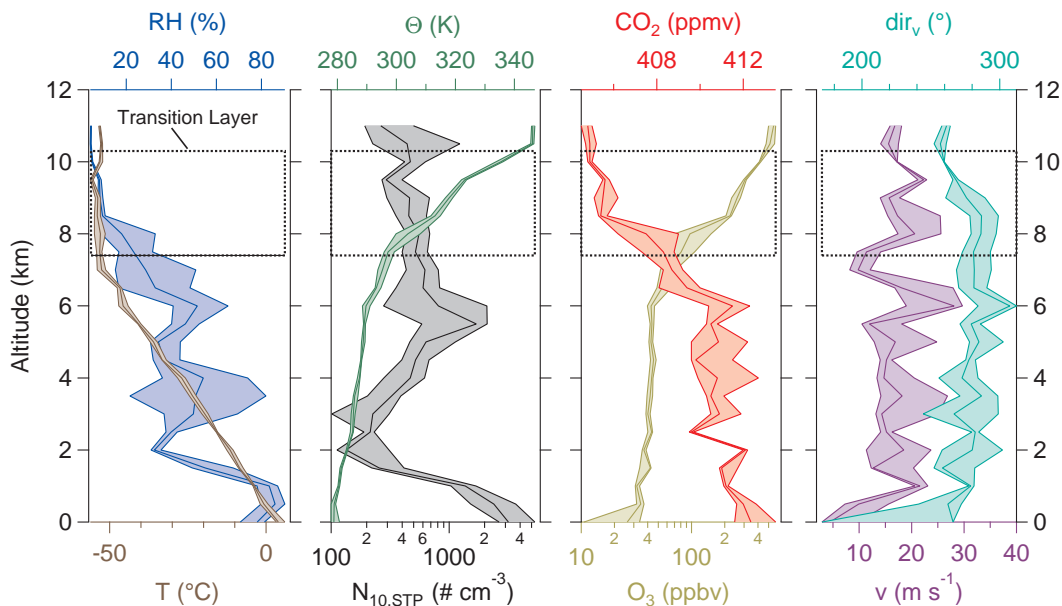 RH (%) Θ (K) CO2 (ppmv) dirv (°)
20 40 60 80 280 300 320 340 408 412 200 300
12 12
Transition Layer
10 10
8 8
Altitude (km)
6 6
4 4
2 2
0 0
-50 0 100 2 4 6 1000 2 4 10 2 4 100 2 4 10 20 30 40
T (°C) N10,STP (# cm-3) O3 (ppbv) v (m s-1)